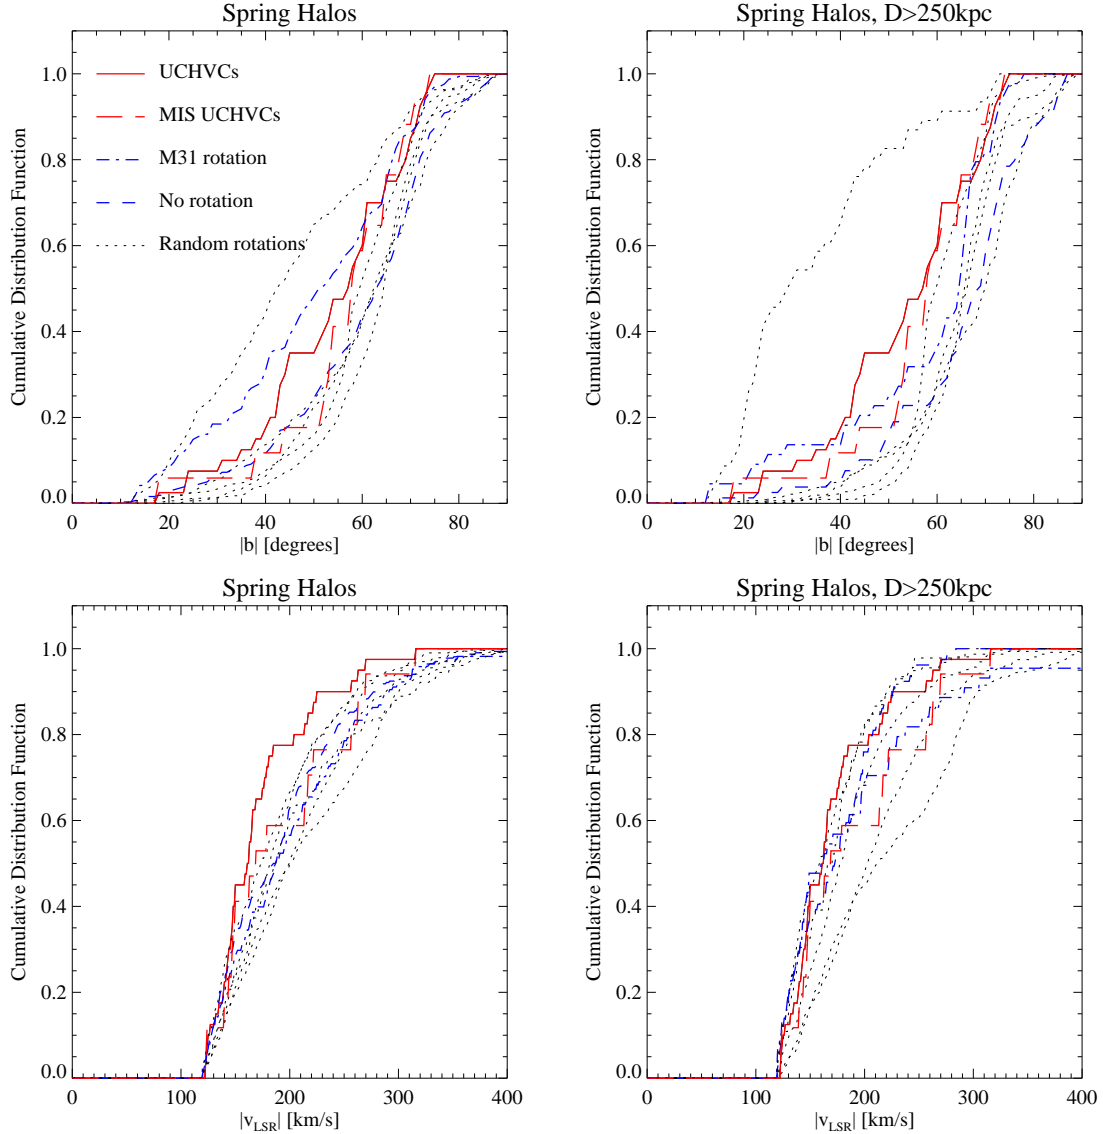 Spring Halos
Spring Halos, D>250kpc
Cumulative Distribution Function
1.0
0.8
0.6
0.4
0.2
0.0
UCHVCs
MIS UCHVCs
M31 rotation
No rotation
Random rotations
0 20 40 60 80
|b| [degrees]
Cumulative Distribution Function
1.0
0.8
0.6
0.4
0.2
0.0
0 20 40 60 80
|b| [degrees]
Spring Halos
Spring Halos, D>250kpc
Cumulative Distribution Function
1.0
0.8
0.6
0.4
0.2
0.0
0 100 200 300 400
|vLSR| [km/s]
Cumulative Distribution Function
1.0
0.8
0.6
0.4
0.2
0.0
0 100 200 300 400
|vLSR| [km/s]